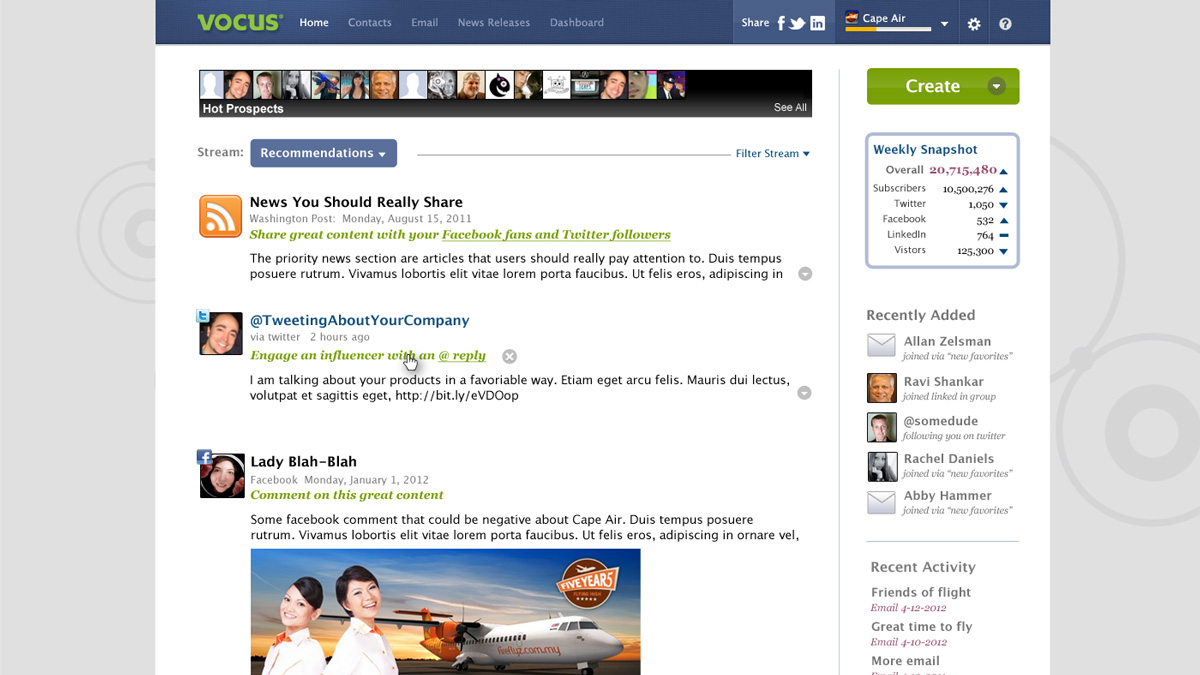 VOCUS
Home Contacts Email News Releases Dashboard
Share
Cape Air
Hot Prospects
See All
Stream: Recommendations
Filter Stream
News You Should Really Share
Washington Post: Monday, August 15, 2011
Share great content with your Facebook fans and Twitter followers
The priority news section are articles that users should really pay attention to. Duis tempus
posuere rutrum. Vivamus lobortis elit vitae lorem porta faucibus. Ut felis eros, adipiscing in
@TweetingAboutYourCompany
via twitter 2 hours ago
Engage an influencer with an @ reply
I am talking about your products in a favoriable way. Etiam eget arcu felis. Mauris dui lectus,
volutpat et sagittis eget, http://bit.ly/eVDOop
Lady Blah-Blah
Facebook Monday, January 1, 2012
Comment on this great content
Some facebook comment that could be negative about Cape Air. Duis tempus posuere
rutrum. Vivamus lobortis elit vitae lorem porta faucibus. Ut felis eros, adipiscing in ornare vel,
FIVE YEARS
FLYING HIGH
fireflyz.com.my
Create
Weekly Snapshot
Overall 20,715,480
Subscribers 10,500,276
Twitter 1,050
Facebook 532
LinkedIn 764
Vistors 125,300
Recently Added
Allan Zelsman
joined via "new favorites"
Ravi Shankar
joined linked in group
@somedude
following you on twitter
Rachel Daniels
joined via "new favorites"
Abby Hammer
joined via "new favorites"
Recent Activity
Friends of flight
Email 4-12-2012
Great time to fly
Email 4-10-2012
More email